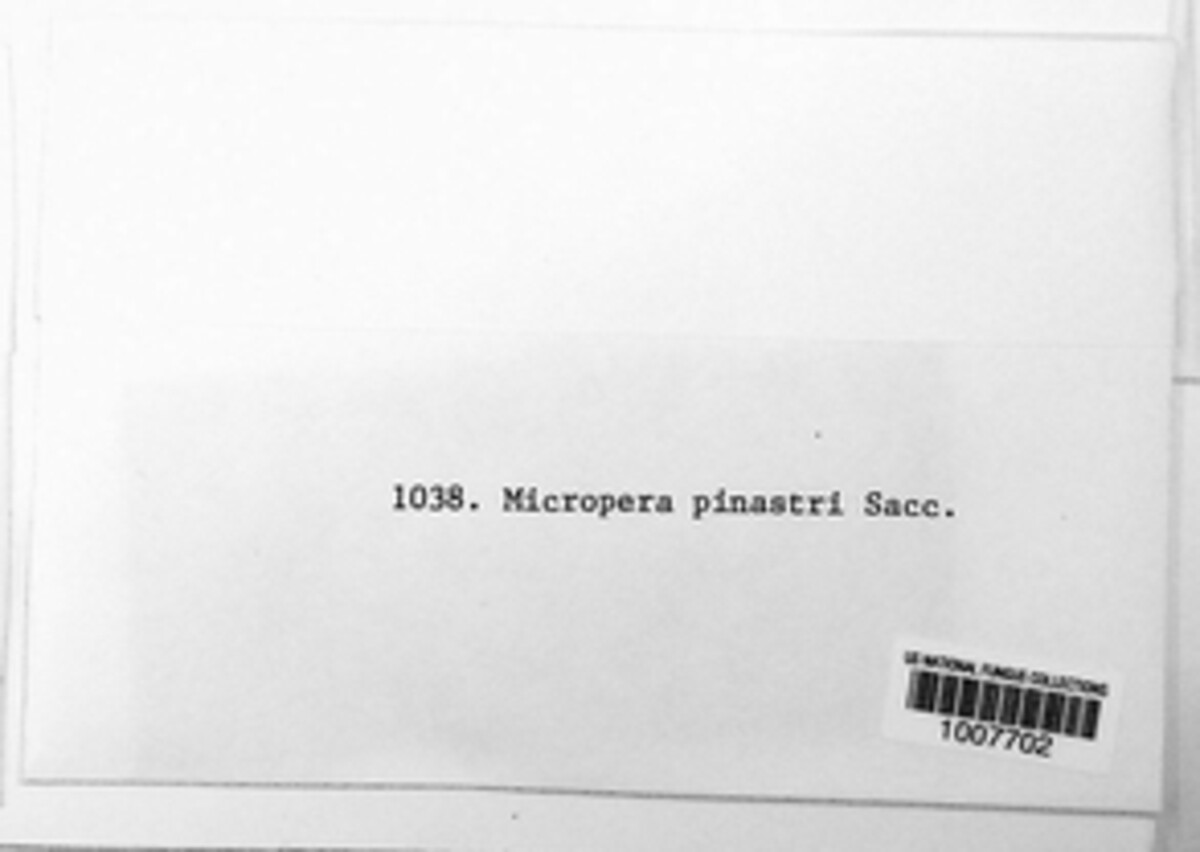 1038. Micropera pinastri Sacc.
US NATIONAL FUNGUS COLLECTIONS
1007702